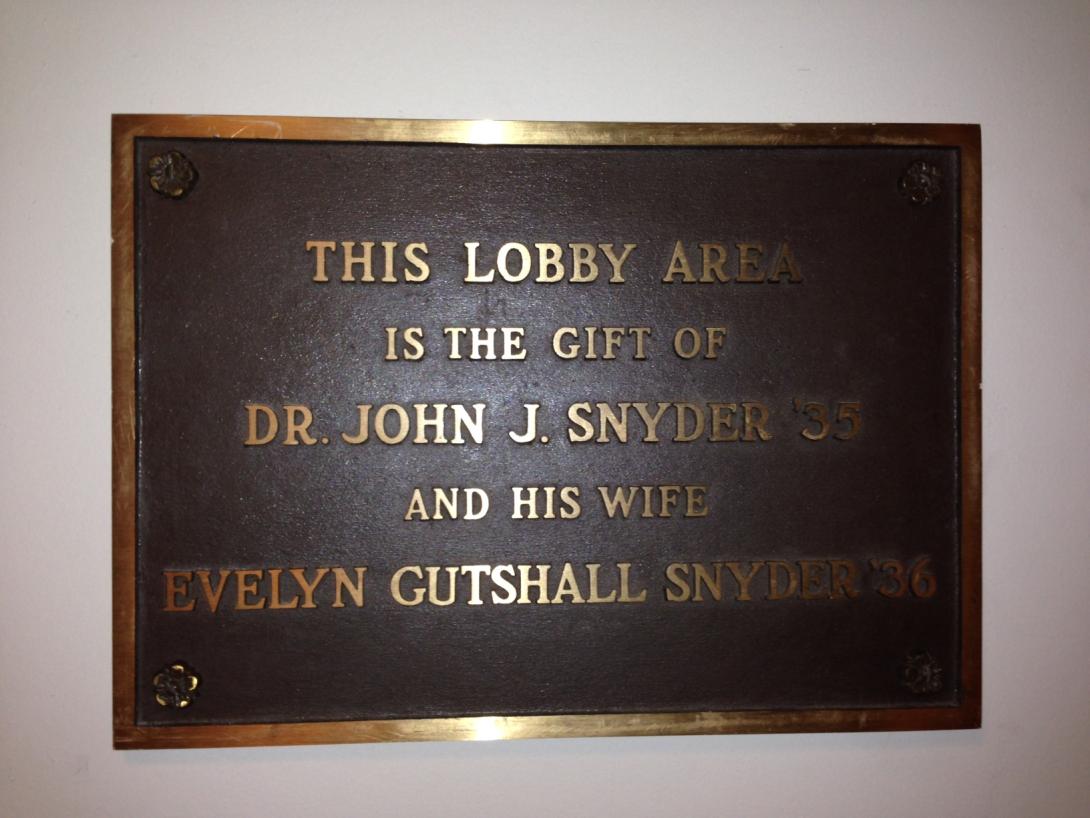 THIS LOBBY AREA
IS THE GIFT OF
DR. JOHN J. SNYDER '35
AND HIS WIFE
EVELYN GUTSHALL SNYDER '36